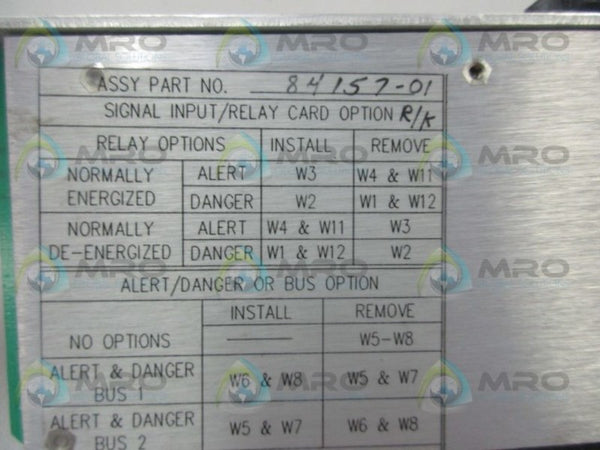 ASSY PART NO. 84157-01
SIGNAL INPUT/RELAY CARD OPTION R/K
RELAY OPTIONS INSTALL REMOVE
NORMALLY ENERGIZED ALERT W3 W4 & W11
DANGER W2 W1 & W12
NORMALLY DE-ENERGIZED ALERT W4 & W11 W3
DANGER W1 & W12 W2
ALERT/DANGER OR BUS OPTION
INSTALL REMOVE
NO OPTIONS ——— W5-W8
ALERT & DANGER BUS 1 W6 & W8 W5 & W7
ALERT & DANGER BUS 2 W5 & W7 W6 & W8
MRO